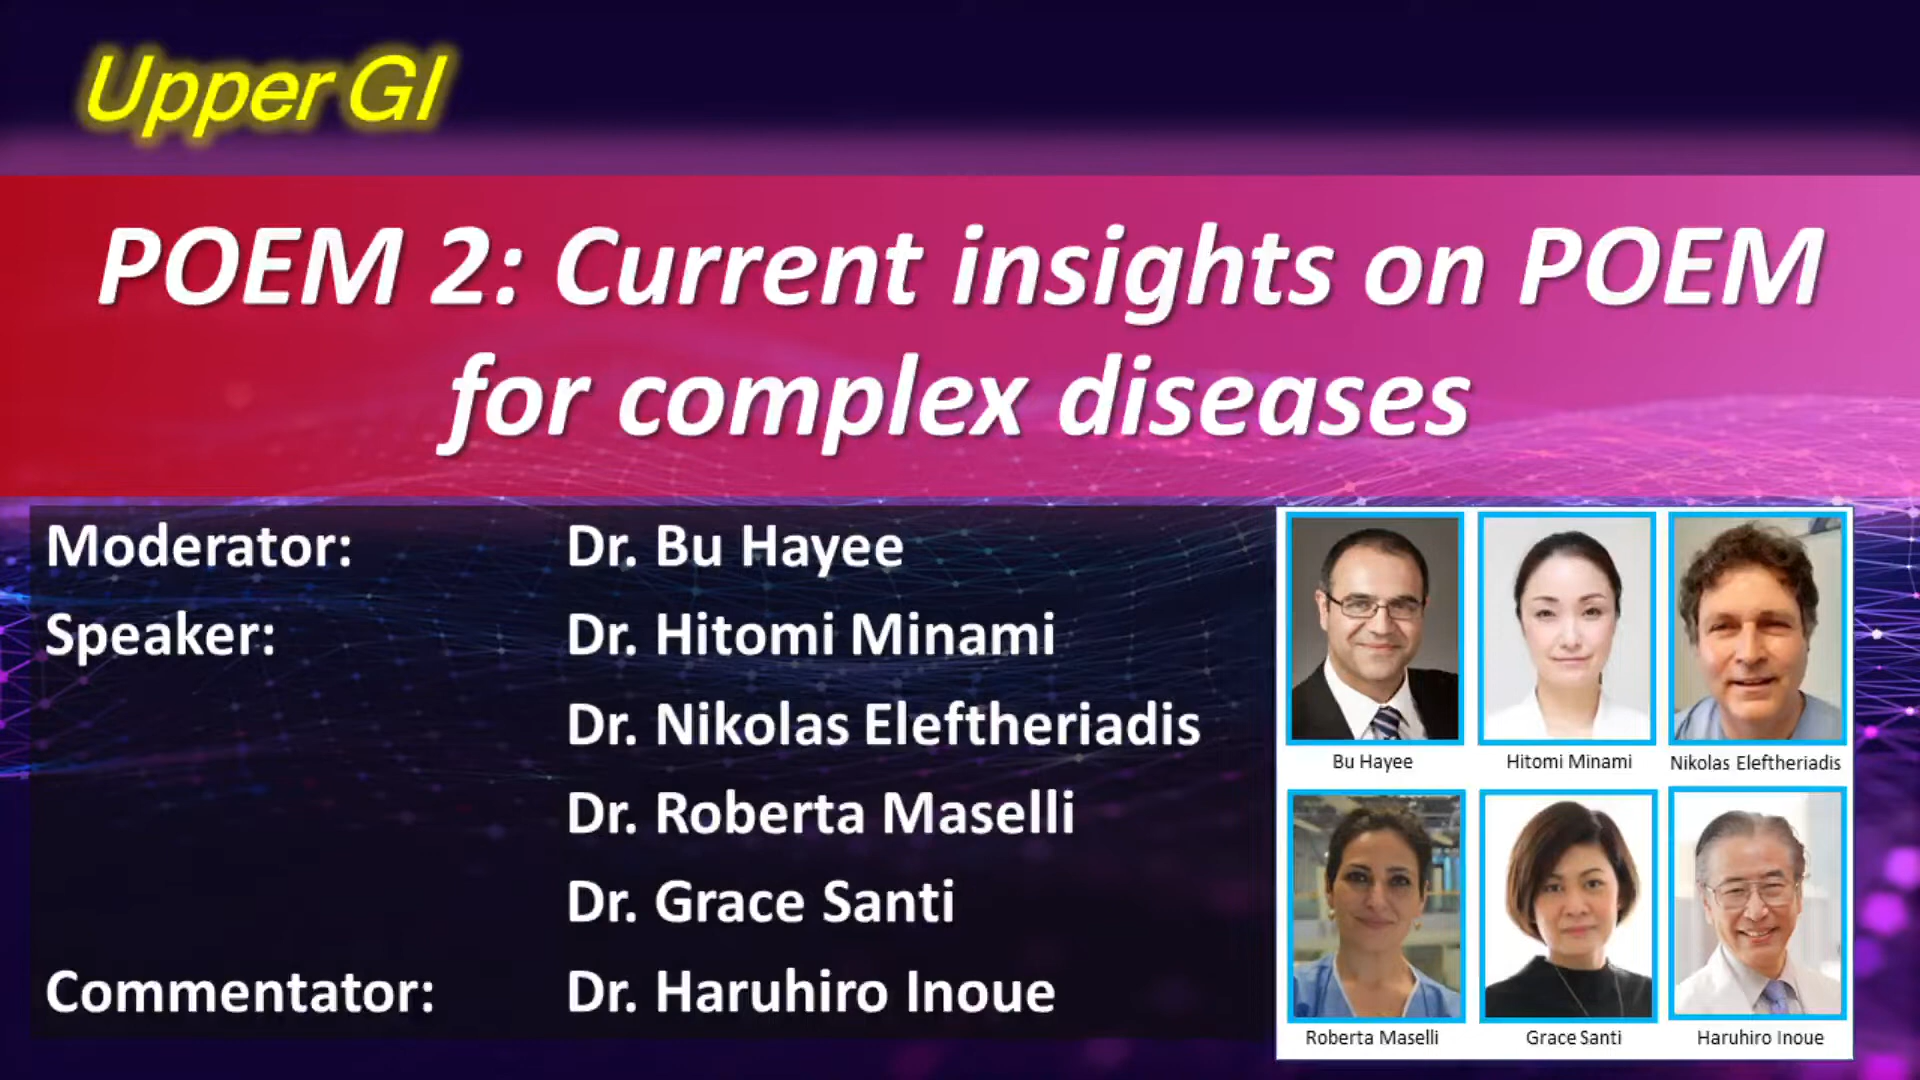 Upper GI
POEM 2: Current insights on POEM
for complex diseases
Moderator: Dr. Bu Hayee
Speaker: Dr. Hitomi Minami
Dr. Nikolas Eleftheriadis
Dr. Roberta Maselli
Dr. Grace Santi
Commentator: Dr. Haruhiro Inoue
Bu Hayee Hitomi Minami Nikolas Eleftheriadis
Roberta Maselli Grace Santi Haruhiro Inoue